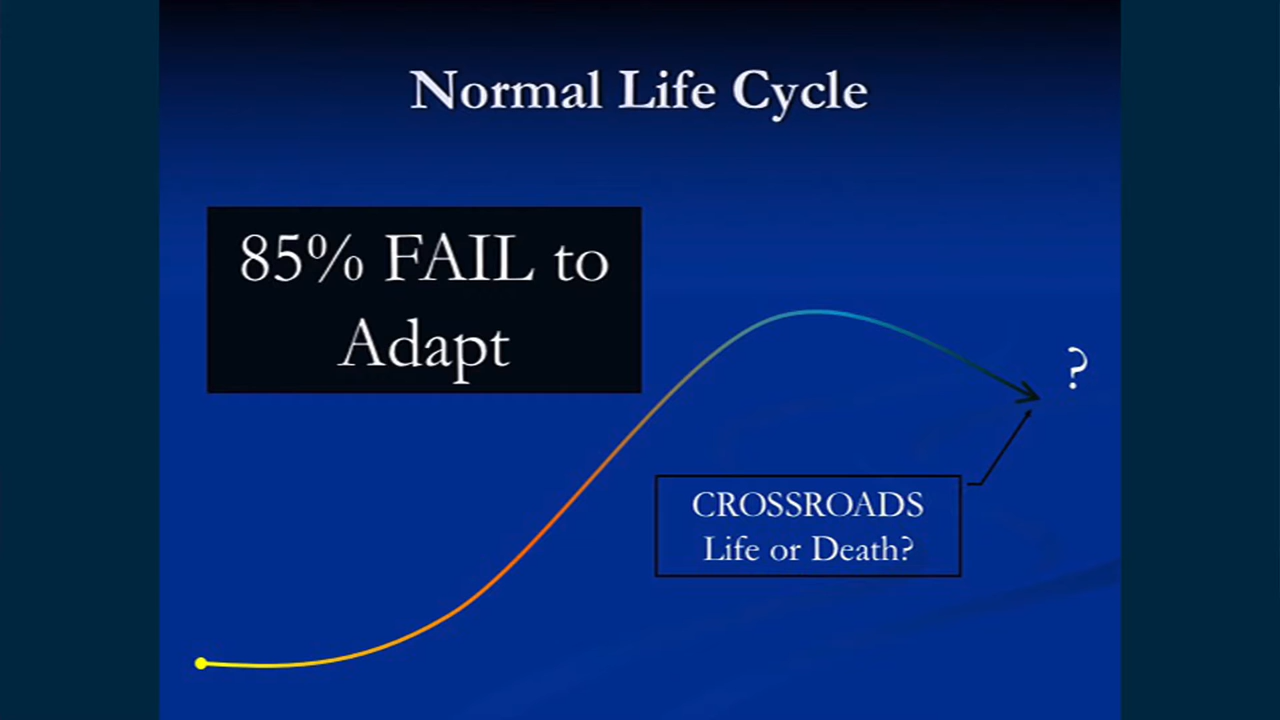 Normal Life Cycle
85% FAIL to
Adapt
?
CROSSROADS
Life or Death?